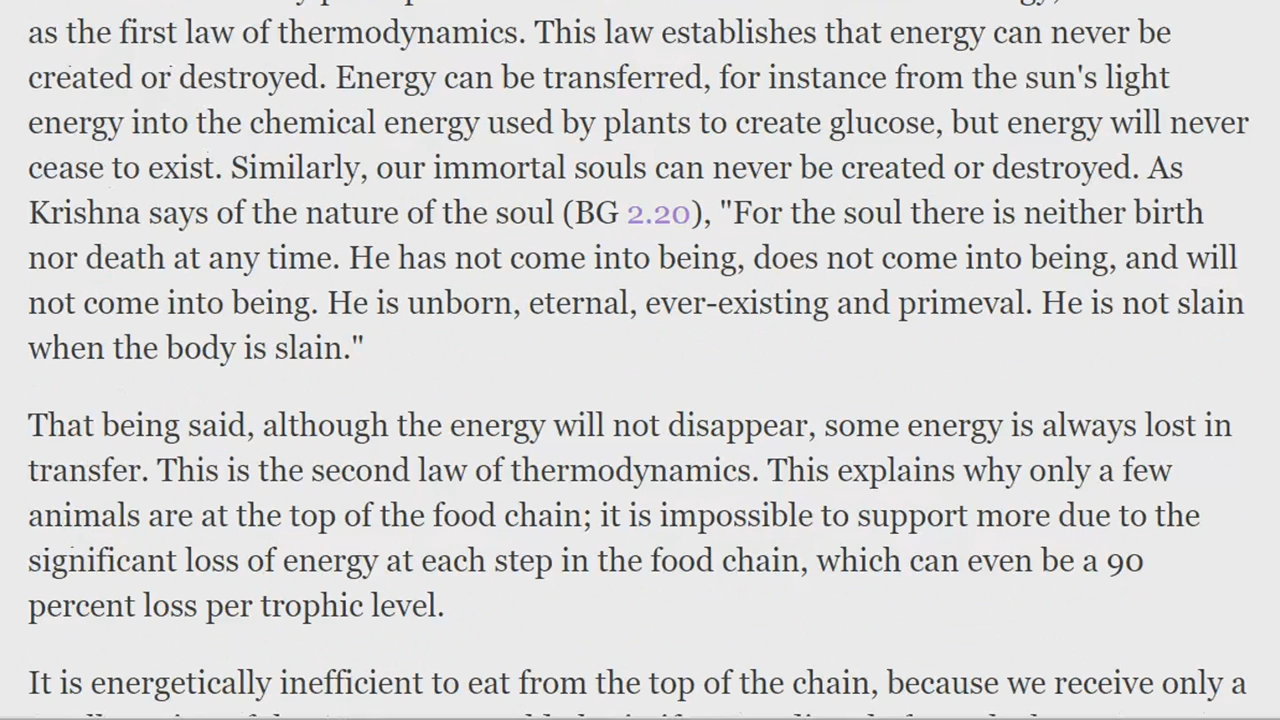 as the first law of thermodynamics. This law establishes that energy can never be
created or destroyed. Energy can be transferred, for instance from the sun's light
energy into the chemical energy used by plants to create glucose, but energy will never
cease to exist. Similarly, our immortal souls can never be created or destroyed. As
Krishna says of the nature of the soul (BG 2.20), "For the soul there is neither birth
nor death at any time. He has not come into being, does not come into being, and will
not come into being. He is unborn, eternal, ever-existing and primeval. He is not slain
when the body is slain."
That being said, although the energy will not disappear, some energy is always lost in
transfer. This is the second law of thermodynamics. This explains why only a few
animals are at the top of the food chain; it is impossible to support more due to the
significant loss of energy at each step in the food chain, which can even be a 90
percent loss per trophic level.
It is energetically inefficient to eat from the top of the chain, because we receive only a